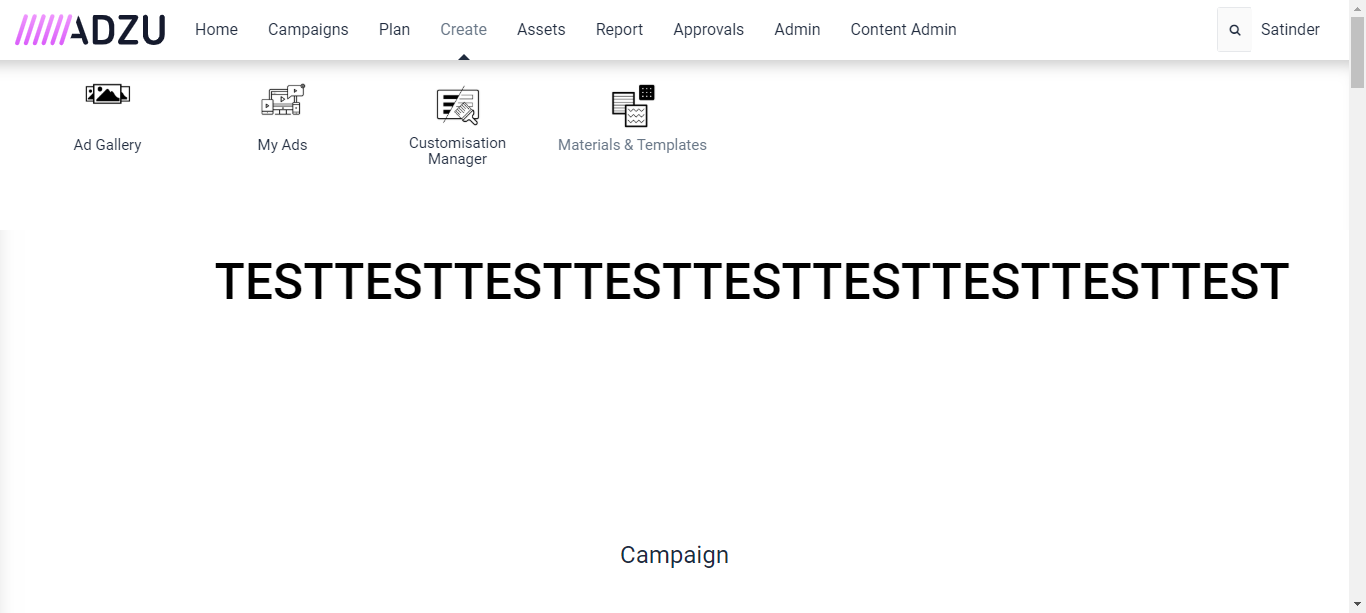 ADZU
Home Campaigns Plan Create Assets Report Approvals Admin Content Admin Satinder
Ad Gallery
My Ads
Customisation
Manager
Materials & Templates
TESTTESTTESTTESTTESTTESTTESTTESTTEST
Campaign